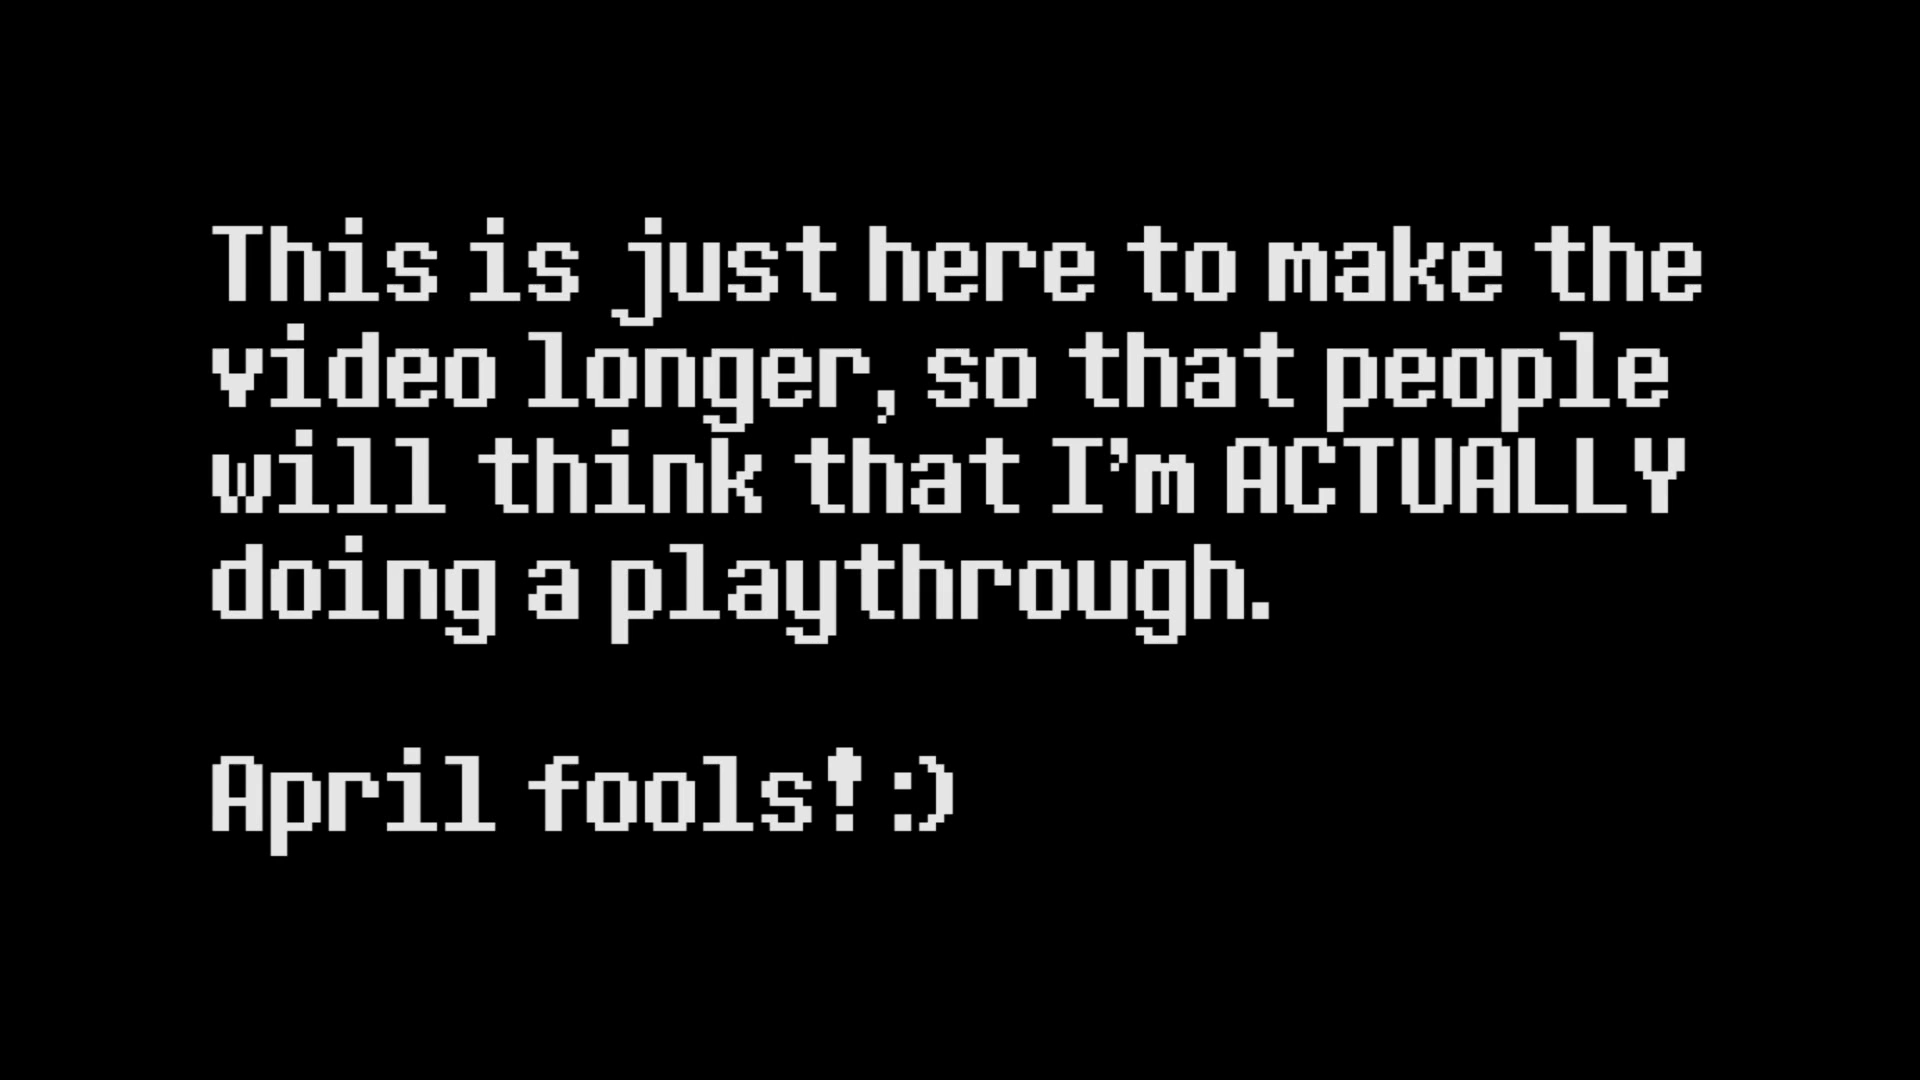 This is just here to make the
video longer, so that people
will think that I'm ACTUALLY
doing a playthrough.
April fools! :)